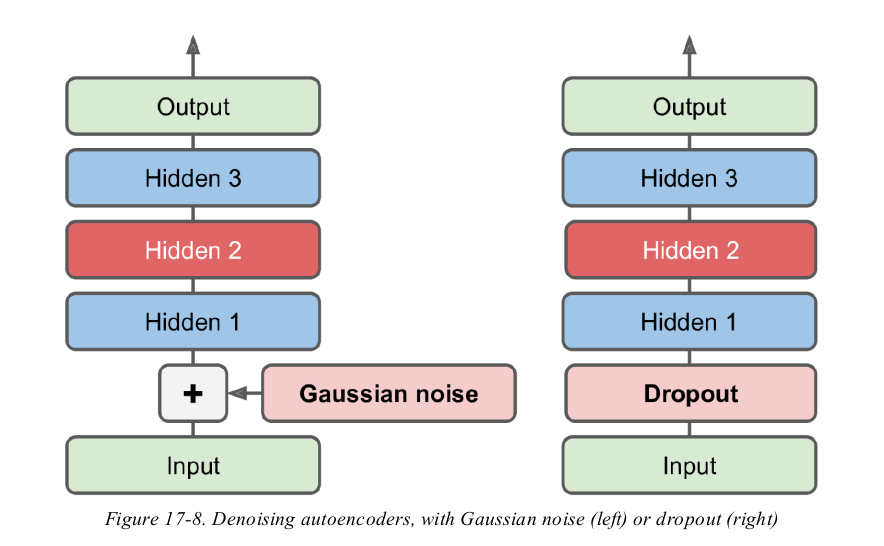 Output
Hidden 3
Hidden 2
Hidden 1
+
Gaussian noise
Input
Output
Hidden 3
Hidden 2
Hidden 1
Dropout
Input
Figure 17-8. Denoising autoencoders, with Gaussian noise (left) or dropout (right)